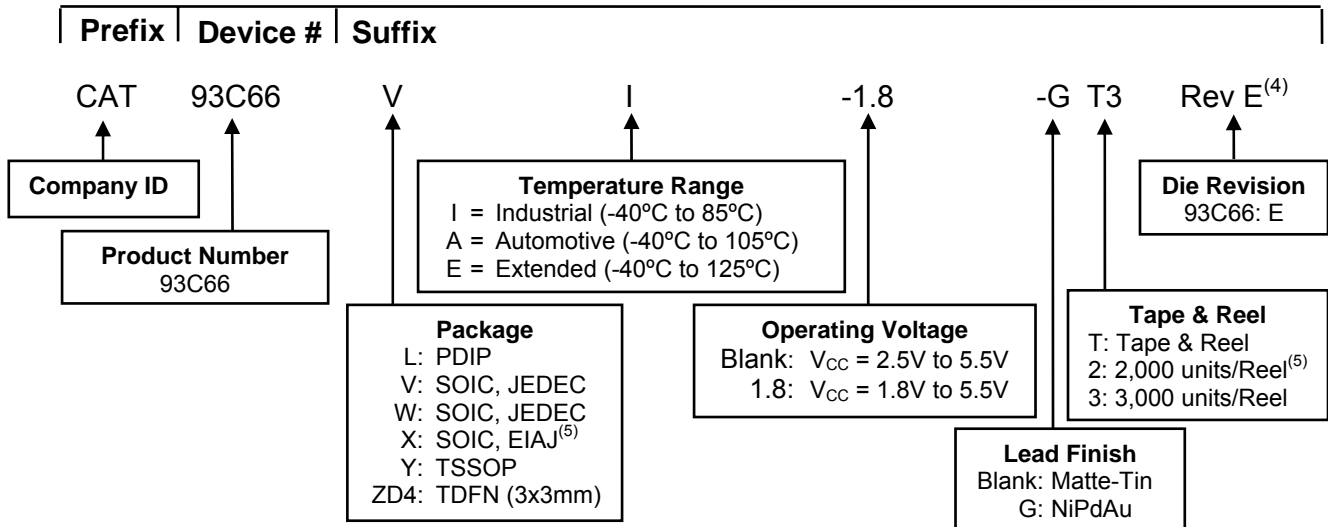 Prefix Device # Suffix
CAT 93C66 V I -1.8 -G T3 Rev E(4)
Company ID
Product Number
93C66
Temperature Range
I = Industrial (-40ºC to 85ºC)
A = Automotive (-40ºC to 105ºC)
E = Extended (-40ºC to 125ºC)
Die Revision
93C66: E
Package
L: PDIP
V: SOIC, JEDEC
W: SOIC, JEDEC
X: SOIC, EIAJ(5)
Y: TSSOP
ZD4: TDFN (3x3mm)
Operating Voltage
Blank: VCC = 2.5V to 5.5V
1.8: VCC = 1.8V to 5.5V
Tape & Reel
T: Tape & Reel
2: 2,000 units/Reel(5)
3: 3,000 units/Reel
Lead Finish
Blank: Matte-Tin
G: NiPdAu